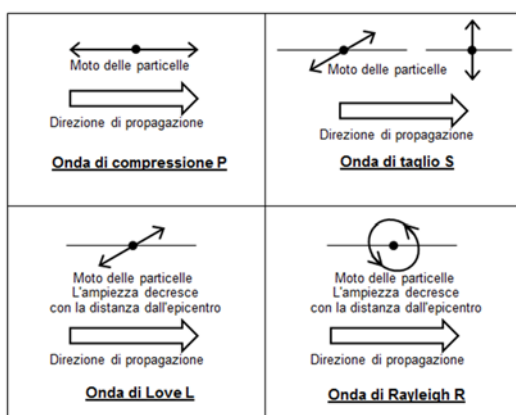 Moto delle particelle
Direzione di propagazione
Onda di compressione P
Moto delle particelle
Direzione di propagazione
Onda di taglio S
Moto delle particelle
L'ampiezza decresce
con la distanza dall'epicentro
Direzione di propagazione
Onda di Love L
Moto delle particelle
L'ampiezza decresce
con la distanza dall'epicentro
Direzione di propagazione
Onda di Rayleigh R